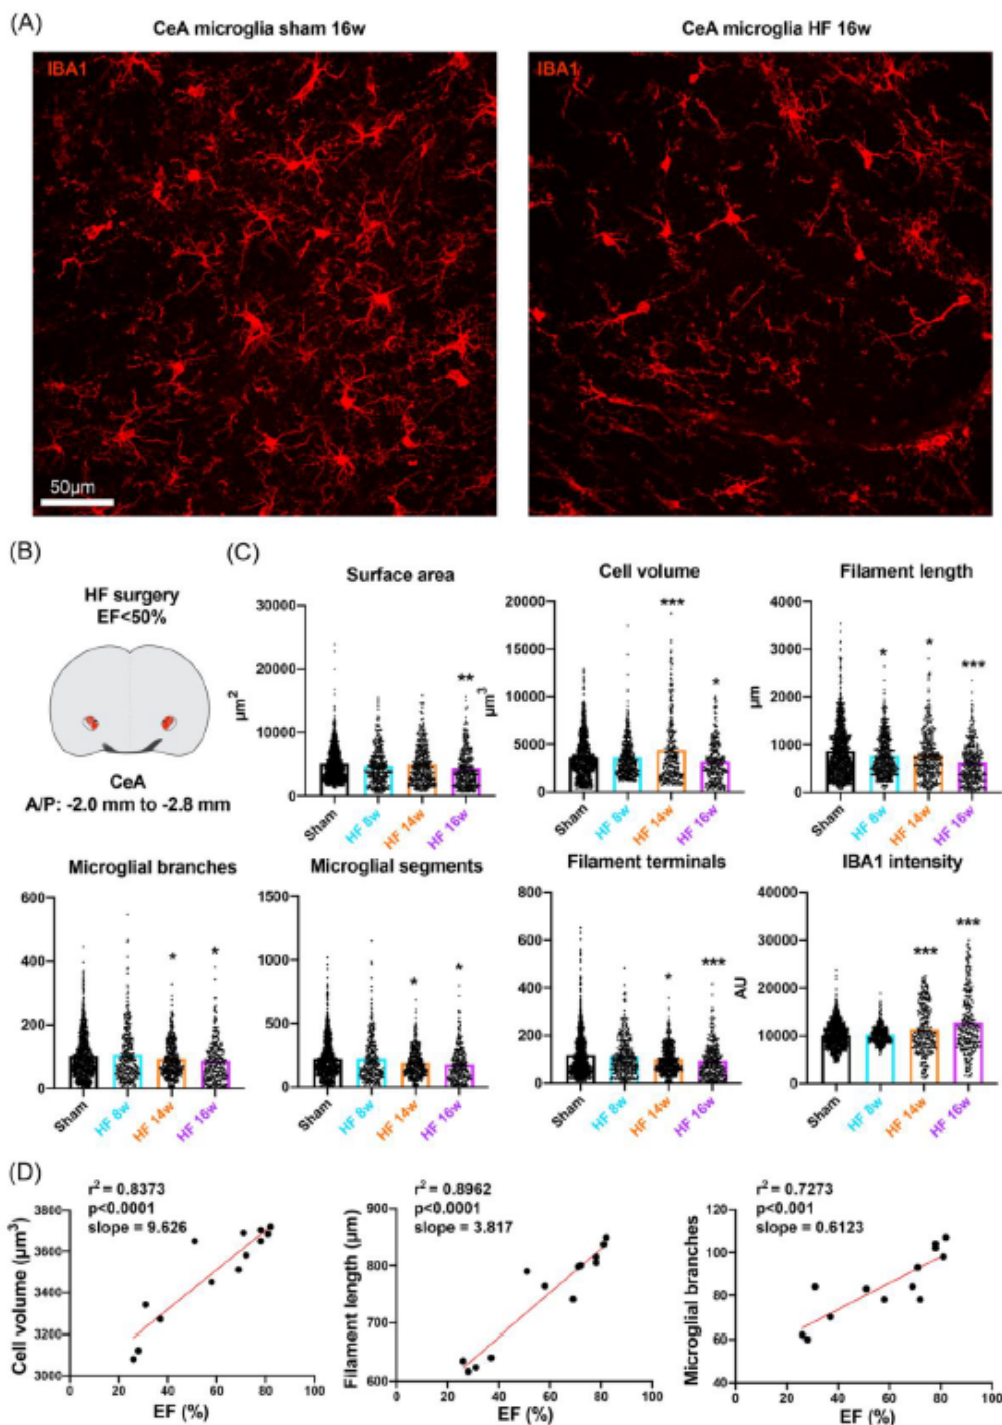 (A)
CeA microglia sham 16w
CeA microglia HF 16w
IBA1
IBA1
50µm
(B)
HF surgery
EF<50%
CeA
A/P: -2.0 mm to -2.8 mm
(C)
Surface area
µm²
30000
20000
10000
0
**
Sham
HF 8w
HF 14w
HF 16w
Cell volume
µm³
20000
15000
10000
5000
0
***
*
Sham
HF 8w
HF 14w
HF 16w
Filament length
µm
4000
3000
2000
1000
0
*
*
***
Sham
HF 8w
HF 14w
HF 16w
Microglial branches
600
400
200
0
*
*
Sham
HF 8w
HF 14w
HF 16w
Microglial segments
1500
1000
500
0
*
*
Sham
HF 8w
HF 14w
HF 16w
Filament terminals
800
600
400
200
0
*
***
Sham
HF 8w
HF 14w
HF 16w
IBA1 intensity
AU
40000
30000
20000
10000
0
***
***
Sham
HF 8w
HF 14w
HF 16w
(D)
r² = 0.8373
p<0.0001
slope = 9.626
Cell volume (µm³)
3800
3600
3400
3200
3000
0 20 40 60 80 100
EF (%)
r² = 0.8962
p<0.0001
slope = 3.817
Filament length (µm)
900
800
700
600
0 20 40 60 80 100
EF (%)
r² = 0.7273
p<0.001
slope = 0.6123
Microglial branches
120
100
80
60
40
0 20 40 60 80 100
EF (%)